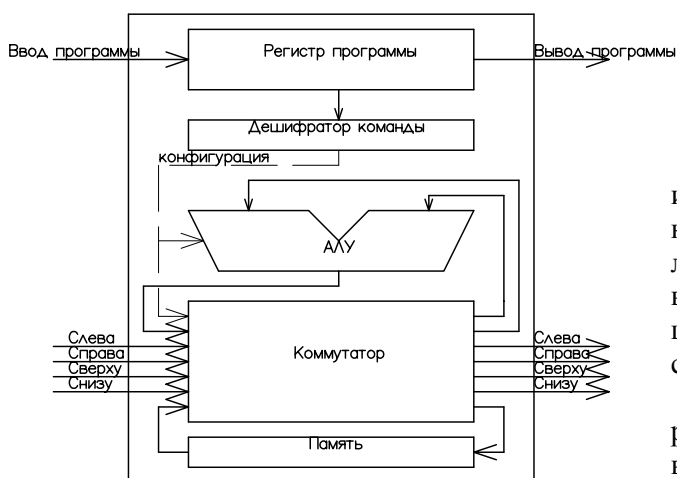 Ввод программы
Регистр программы
Вывод программы
Дешифратор команды
конфигурация
АЛУ
Слева
Справа
Сверху
Снизу
Коммутатор
Слева
Справа
Сверху
Снизу
Память